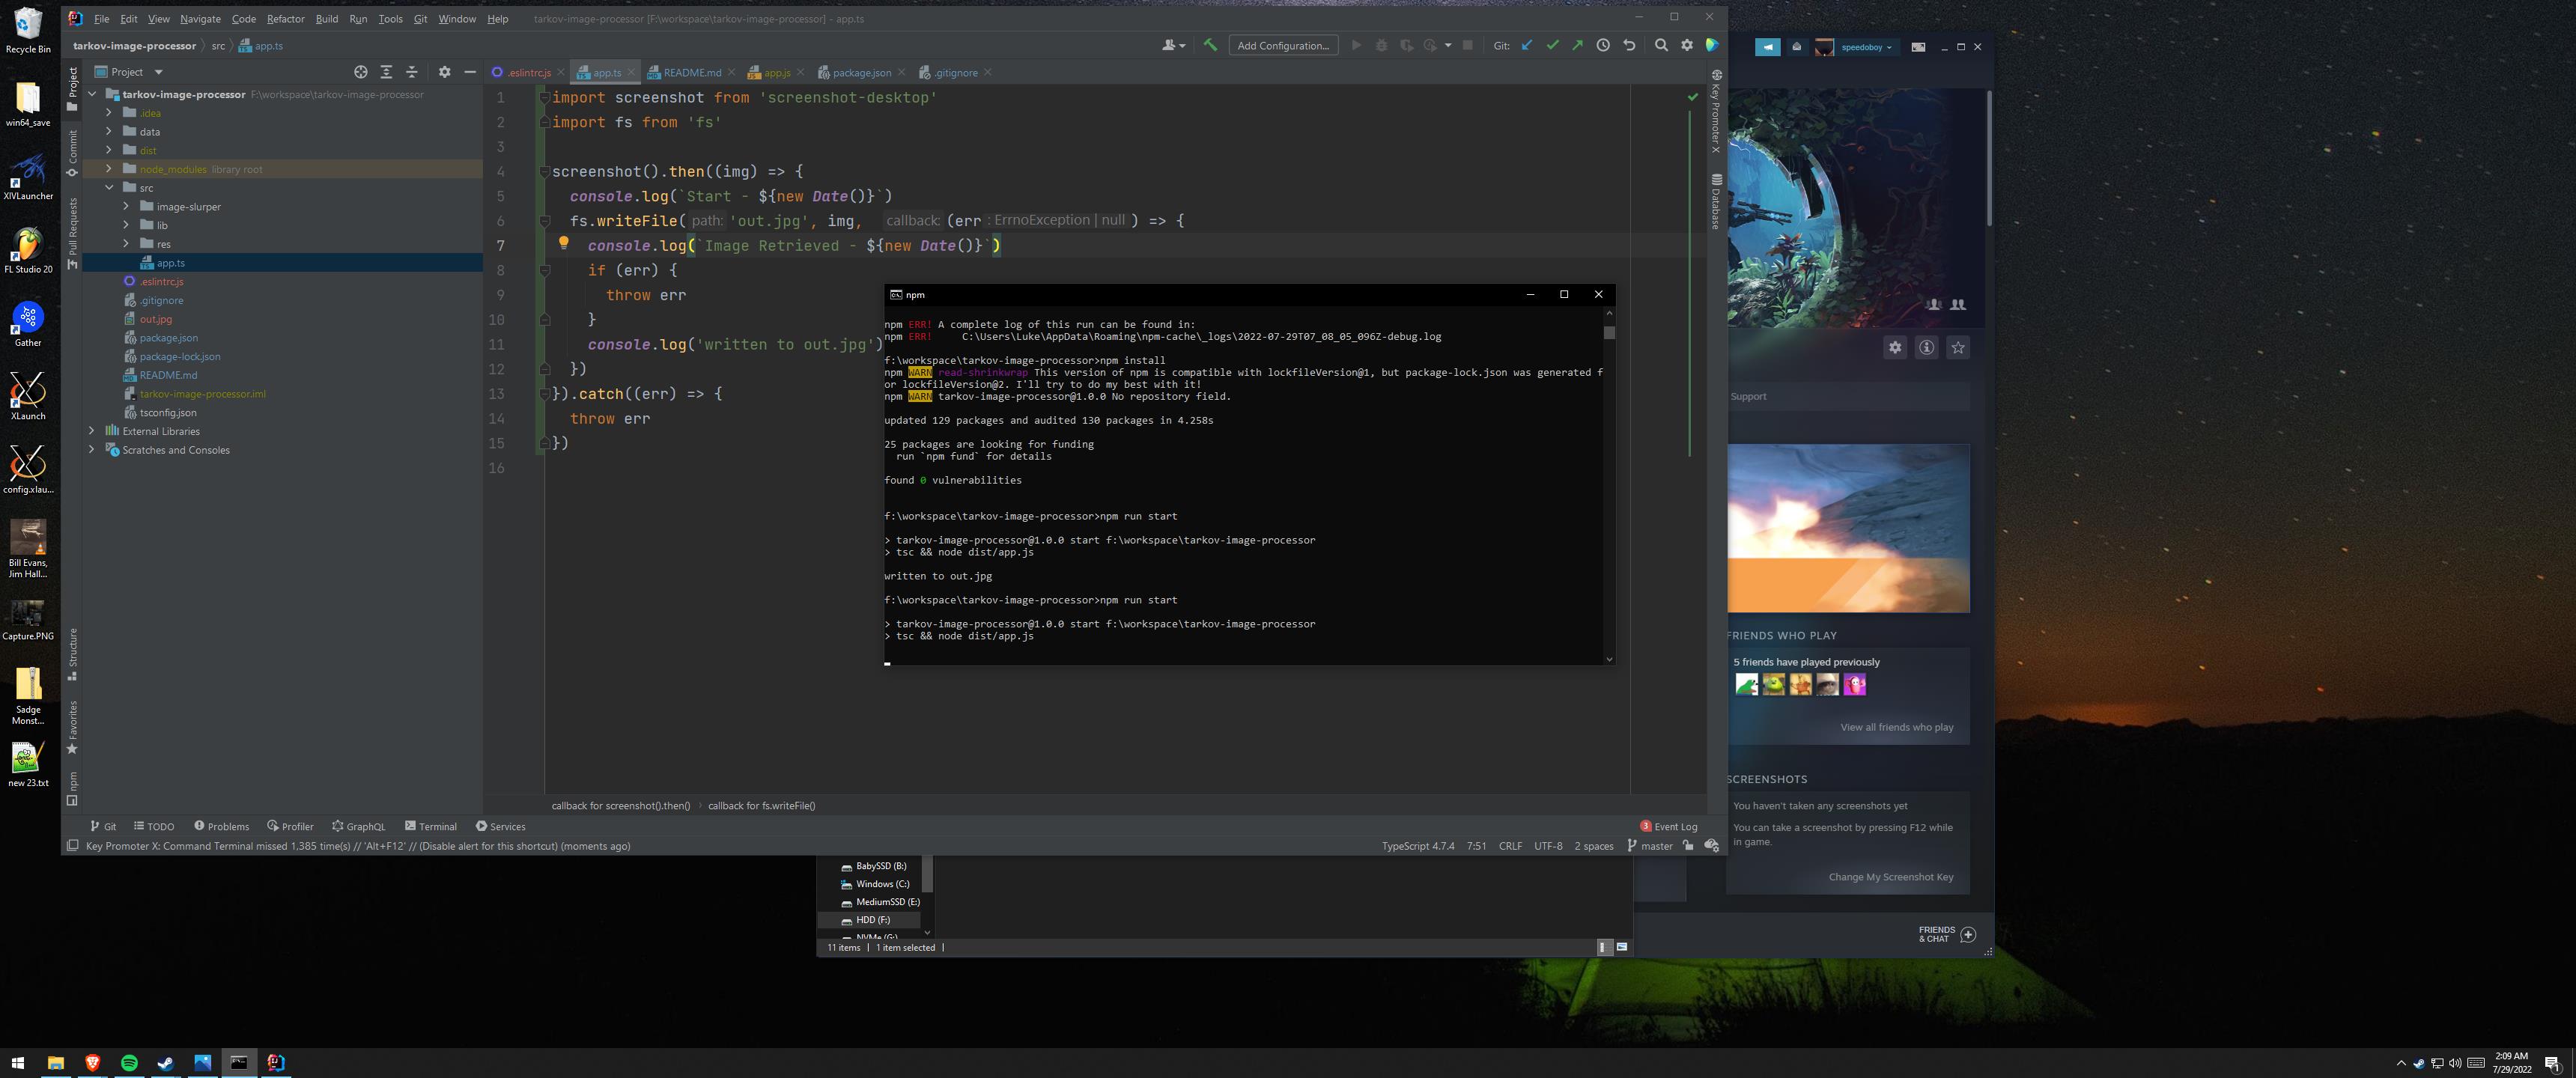 Recycle Bin
win64_save
XIVLauncher
FL Studio 20
Gather
XLaunch
config.xlau...
Bill Evans,
Jim Hall...
Capture.PNG
Sadge
Monst...
new 23.txt
File Edit View Navigate Code Refactor Build Run Tools Git Window Help tarkov-image-processor [F:\workspace\tarkov-image-processor] - app.ts
tarkov-image-processor src app.ts
Add Configuration... Git:
Project
.eslintrc.js app.ts README.md app.js package.json .gitignore
Project
Commit
Pull Requests
Structure
Favorites
npm
tarkov-image-processor F:\workspace\tarkov-image-processor
.idea
data
dist
node_modules library root
src
image-slurper
lib
res
app.ts
.eslintrc.js
.gitignore
out.jpg
package.json
package-lock.json
README.md
tarkov-image-processor.iml
tsconfig.json
External Libraries
Scratches and Consoles
1 import screenshot from 'screenshot-desktop'
2 import fs from 'fs'
3
4 screenshot().then((img) => {
5 console.log(`Start - ${new Date()}`)
6 fs.writeFile( path: 'out.jpg', img, callback: (err : ErrnoException | null ) => {
7 console.log(`Image Retrieved - ${new Date()}`)
8 if (err) {
9 throw err
10 }
11 console.log('written to out.jpg')
12 })
13 }).catch((err) => {
14 throw err
15 })
16
Key Promoter X
Database
npm
npm ERR! A complete log of this run can be found in:
npm ERR!     C:\Users\Luke\AppData\Roaming\npm-cache\_logs\2022-07-29T07_08_05_096Z-debug.log
f:\workspace\tarkov-image-processor>npm install
npm WARN read-shrinkwrap This version of npm is compatible with lockfileVersion@1, but package-lock.json was generated f
or lockfileVersion@2. I'll try to do my best with it!
npm WARN tarkov-image-processor@1.0.0 No repository field.
updated 129 packages and audited 130 packages in 4.258s
25 packages are looking for funding
run `npm fund` for details
found 0 vulnerabilities
f:\workspace\tarkov-image-processor>npm run start
> tarkov-image-processor@1.0.0 start f:\workspace\tarkov-image-processor
> tsc && node dist/app.js
written to out.jpg
f:\workspace\tarkov-image-processor>npm run start
> tarkov-image-processor@1.0.0 start f:\workspace\tarkov-image-processor
> tsc && node dist/app.js
callback for screenshot().then() callback for fs.writeFile()
Git TODO Problems Profiler GraphQL Terminal Services 3 Event Log
Key Promoter X: Command Terminal missed 1,385 time(s) // 'Alt+F12' // (Disable alert for this shortcut) (moments ago) TypeScript 4.7.4 7:51 CRLF UTF-8 2 spaces master
speedoboy
Support
FRIENDS WHO PLAY
5 friends have played previously
View all friends who play
SCREENSHOTS
You haven't taken any screenshots yet
You can take a screenshot by pressing F12 while
in game.
Change My Screenshot Key
FRIENDS
& CHAT
BabySSD (B:)
Windows (C:)
MediumSSD (E:)
HDD (F:)
NVMe (G:)
11 items 1 item selected
2:09 AM
7/29/2022
1